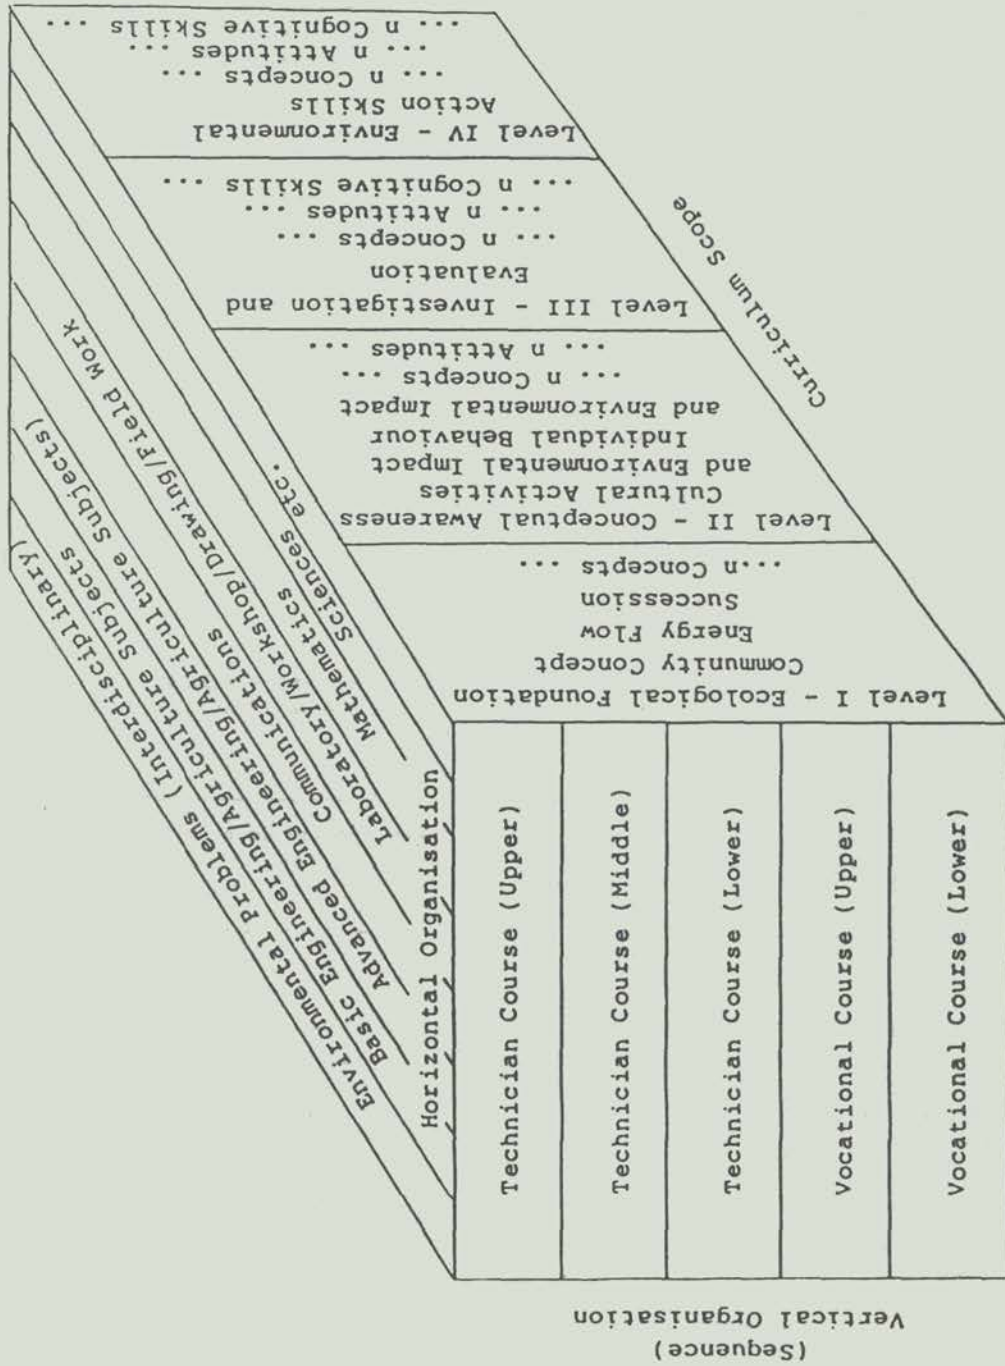 (Sequence)
Vertical Organisation
Technician Course (Upper)
Technician Course (Middle)
Technician Course (Lower)
Vocational Course (Upper)
Vocational Course (Lower)
Horizontal Organisation
Environmental Problems (Interdisciplinary)
Basic Engineering/Agriculture Subjects
Advanced Engineering/Agriculture Subjects)
Communications
Laboratory/Workshop/Drawing/Field Work
Mathematics
Sciences etc.
Curriculum Scope
Level I - Ecological Foundation
Community Concept
Energy Flow
Succession
...n Concepts ...
Level II - Conceptual Awareness
Cultural Activities
and Environmental Impact
Individual Behaviour
and Environmental Impact
... n Concepts ...
... n Attitudes ...
Level III - Investigation and
Evaluation
... n Concepts ...
... n Attitudes ...
... n Cognitive Skills ...
Level IV - Environmental
Action Skills
... n Concepts ...
... n Attitudes ...
... n Cognitive Skills ...